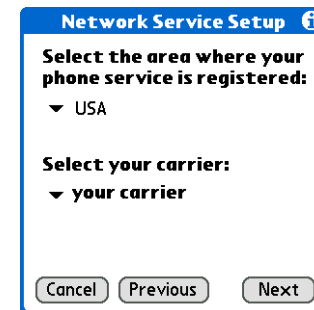 Network Service Setup i
Select the area where your
phone service is registered:
USA
Select your carrier:
your carrier
Cancel Previous Next